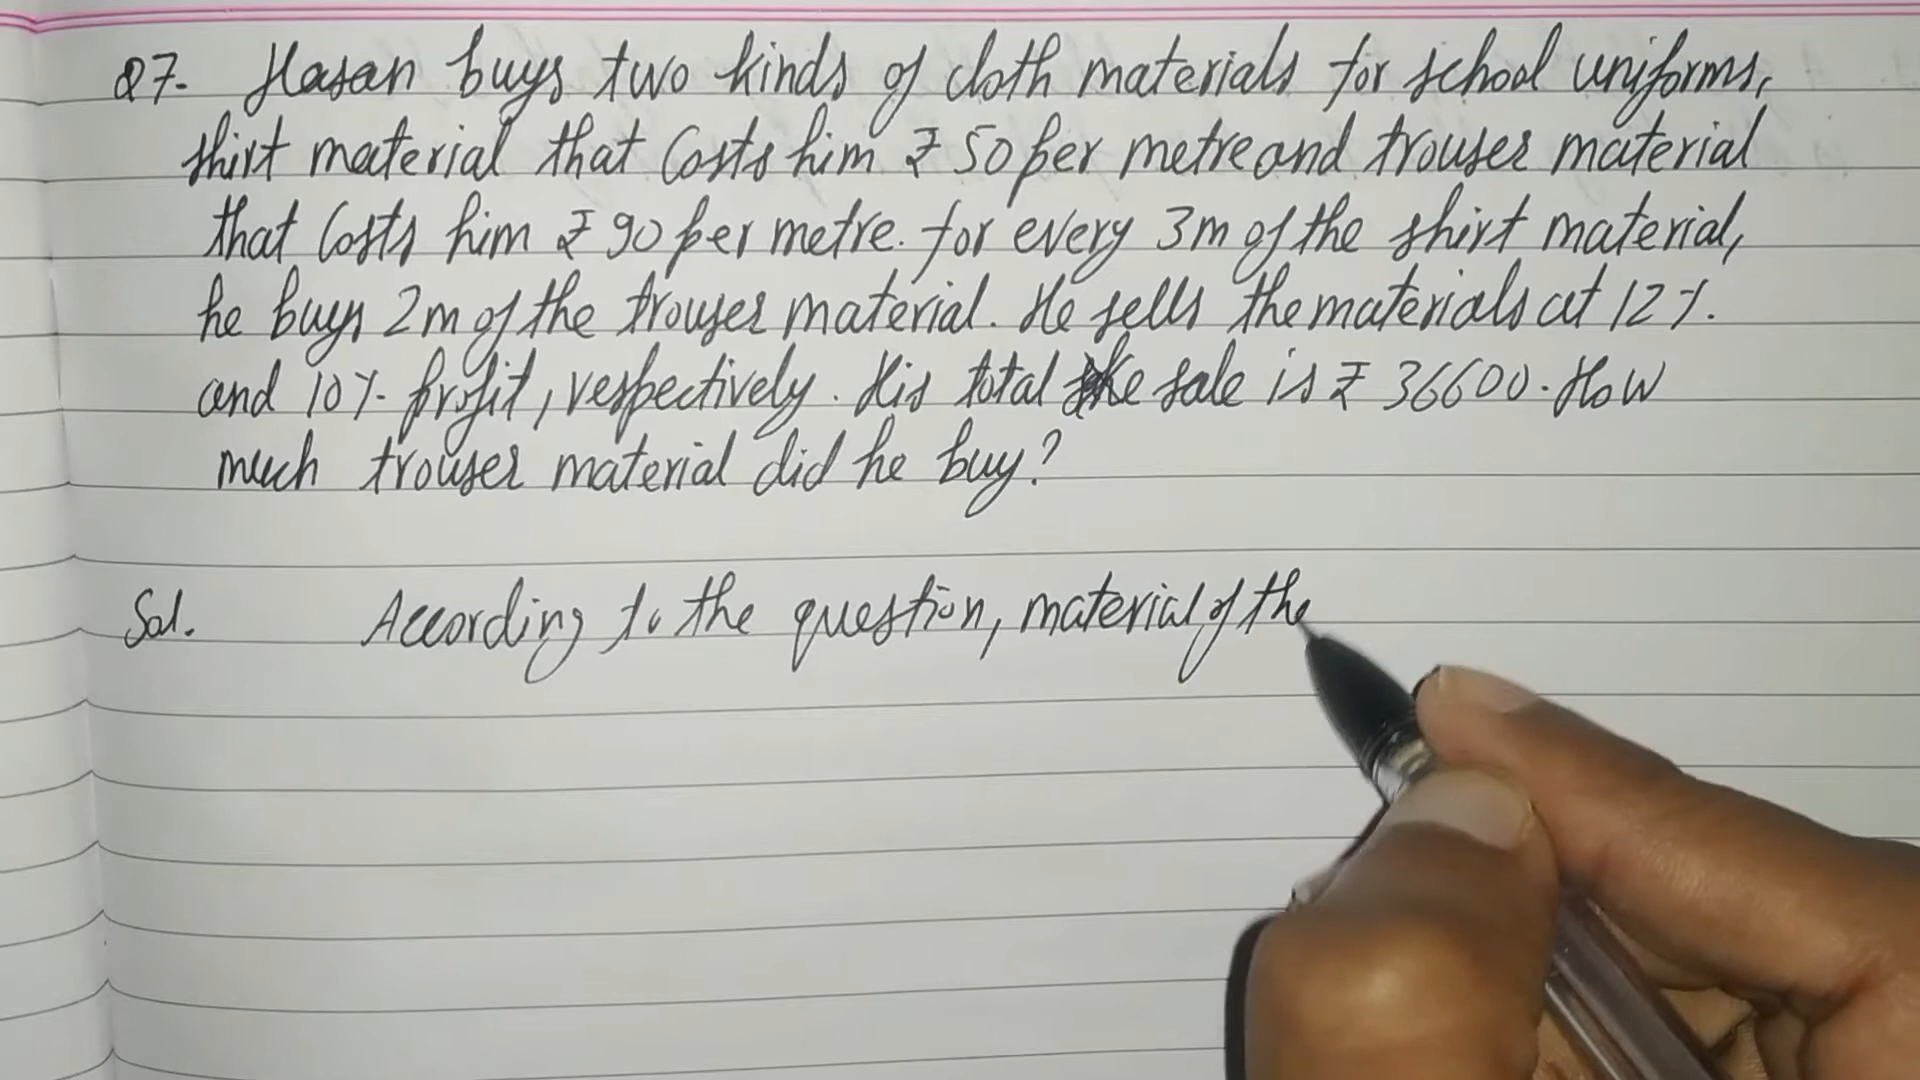 Q7- Hasan buys two kinds of cloth materials for school uniforms,
shirt material that costs him ₹ 50 per metre and trouser material
that costs him ₹ 90 per metre. for every 3m of the shirt material,
he buys 2m of the trouser material. He sells the materials at 12%.
and 10% profit, respectively. His total sale is ₹ 36600. How
much trouser material did he buy?
Sol. According to the question, material of the